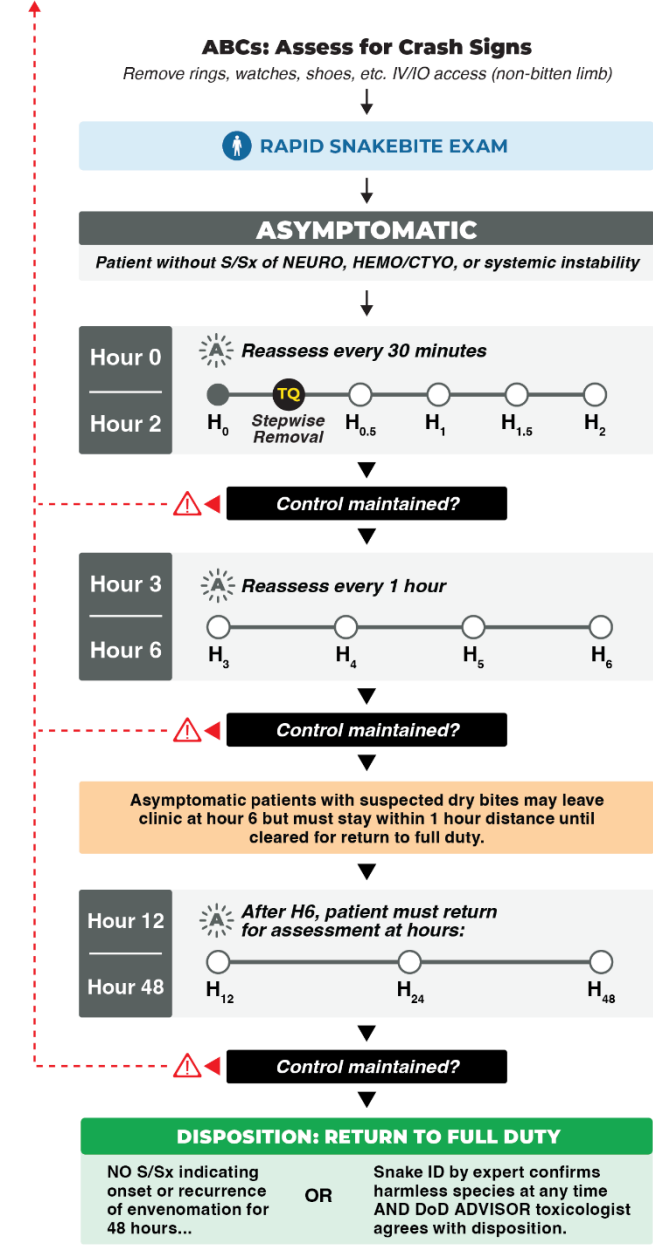 ABCs: Assess for Crash Signs
Remove rings, watches, shoes, etc. IV/IO access (non-bitten limb)
RAPID SNAKEBITE EXAM
ASYMPTOMATIC
Patient without S/Sx of NEURO, HEMO/CTYO, or systemic instability
Hour 0
Hour 2
A
Reassess every 30 minutes
TQ
H0
Stepwise
Removal
H0.5
H1
H1.5
H2
Control maintained?
Hour 3
Hour 6
A
Reassess every 1 hour
H3
H4
H5
H6
Control maintained?
Asymptomatic patients with suspected dry bites may leave
clinic at hour 6 but must stay within 1 hour distance until
cleared for return to full duty.
Hour 12
Hour 48
A
After H6, patient must return
for assessment at hours:
H12
H24
H48
Control maintained?
DISPOSITION: RETURN TO FULL DUTY
NO S/Sx indicating
onset or recurrence
of envenomation for
48 hours...
OR
Snake ID by expert confirms
harmless species at any time
AND DoD ADVISOR toxicologist
agrees with disposition.